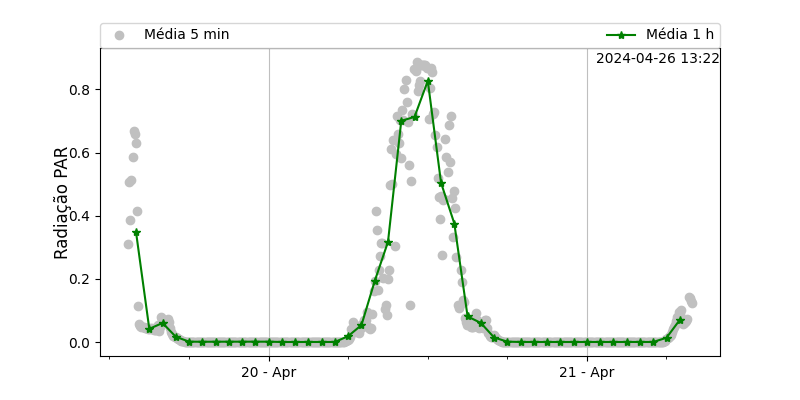 Média 5 min
Média 1 h
2024-04-26 13:22
Radiação PAR
0.8
0.6
0.4
0.2
0.0
20 - Apr
21 - Apr